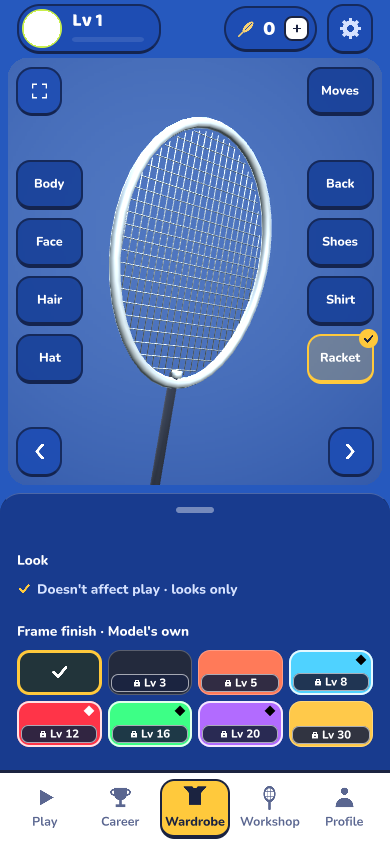 Lv 1
0
+
Moves
Body
Back
Face
Shoes
Hair
Shirt
Hat
Racket
Look
Doesn't affect play · looks only
Frame finish · Model's own
Lv 3
Lv 5
Lv 8
Lv 12
Lv 16
Lv 20
Lv 30
Play
Career
Wardrobe
Workshop
Profile